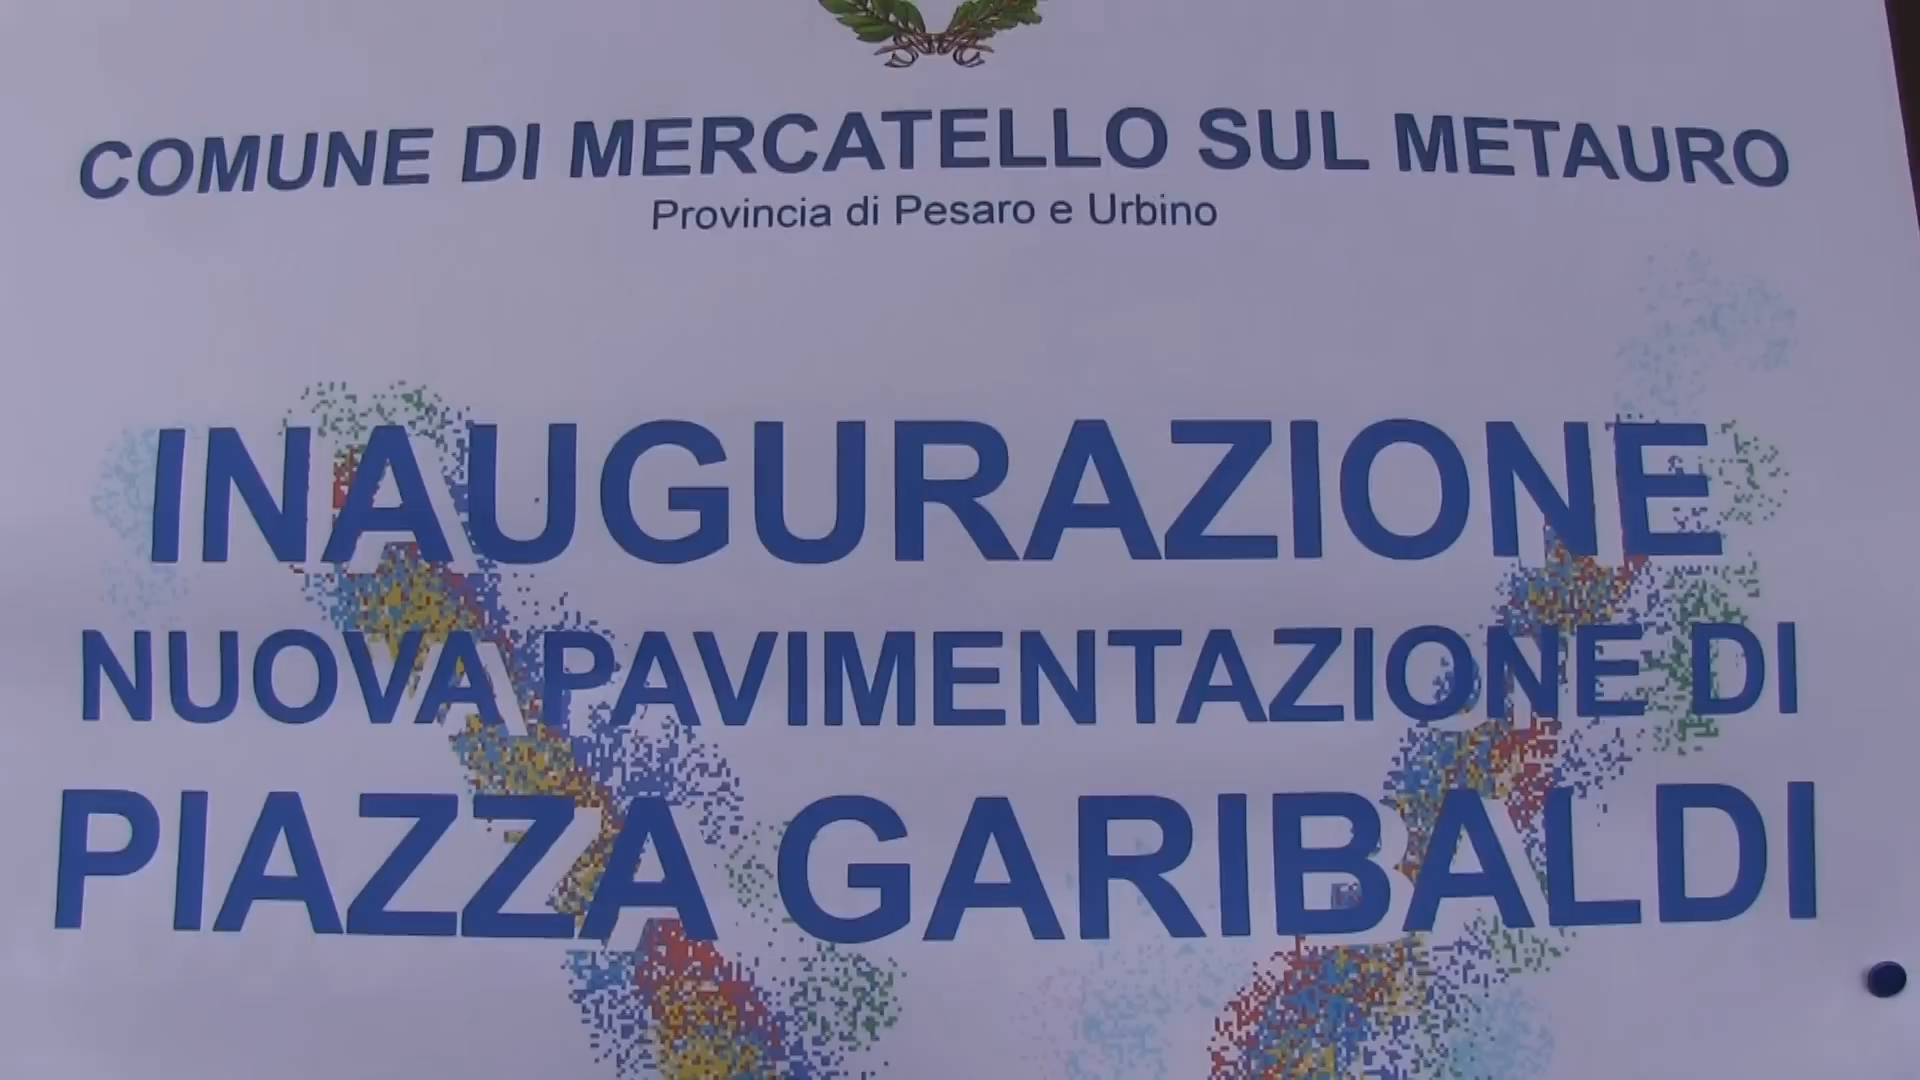 COMUNE DI MERCATELLO SUL METAURO
Provincia di Pesaro e Urbino
INAUGURAZIONE
NUOVA PAVIMENTAZIONE DI
PIAZZA GARIBALDI